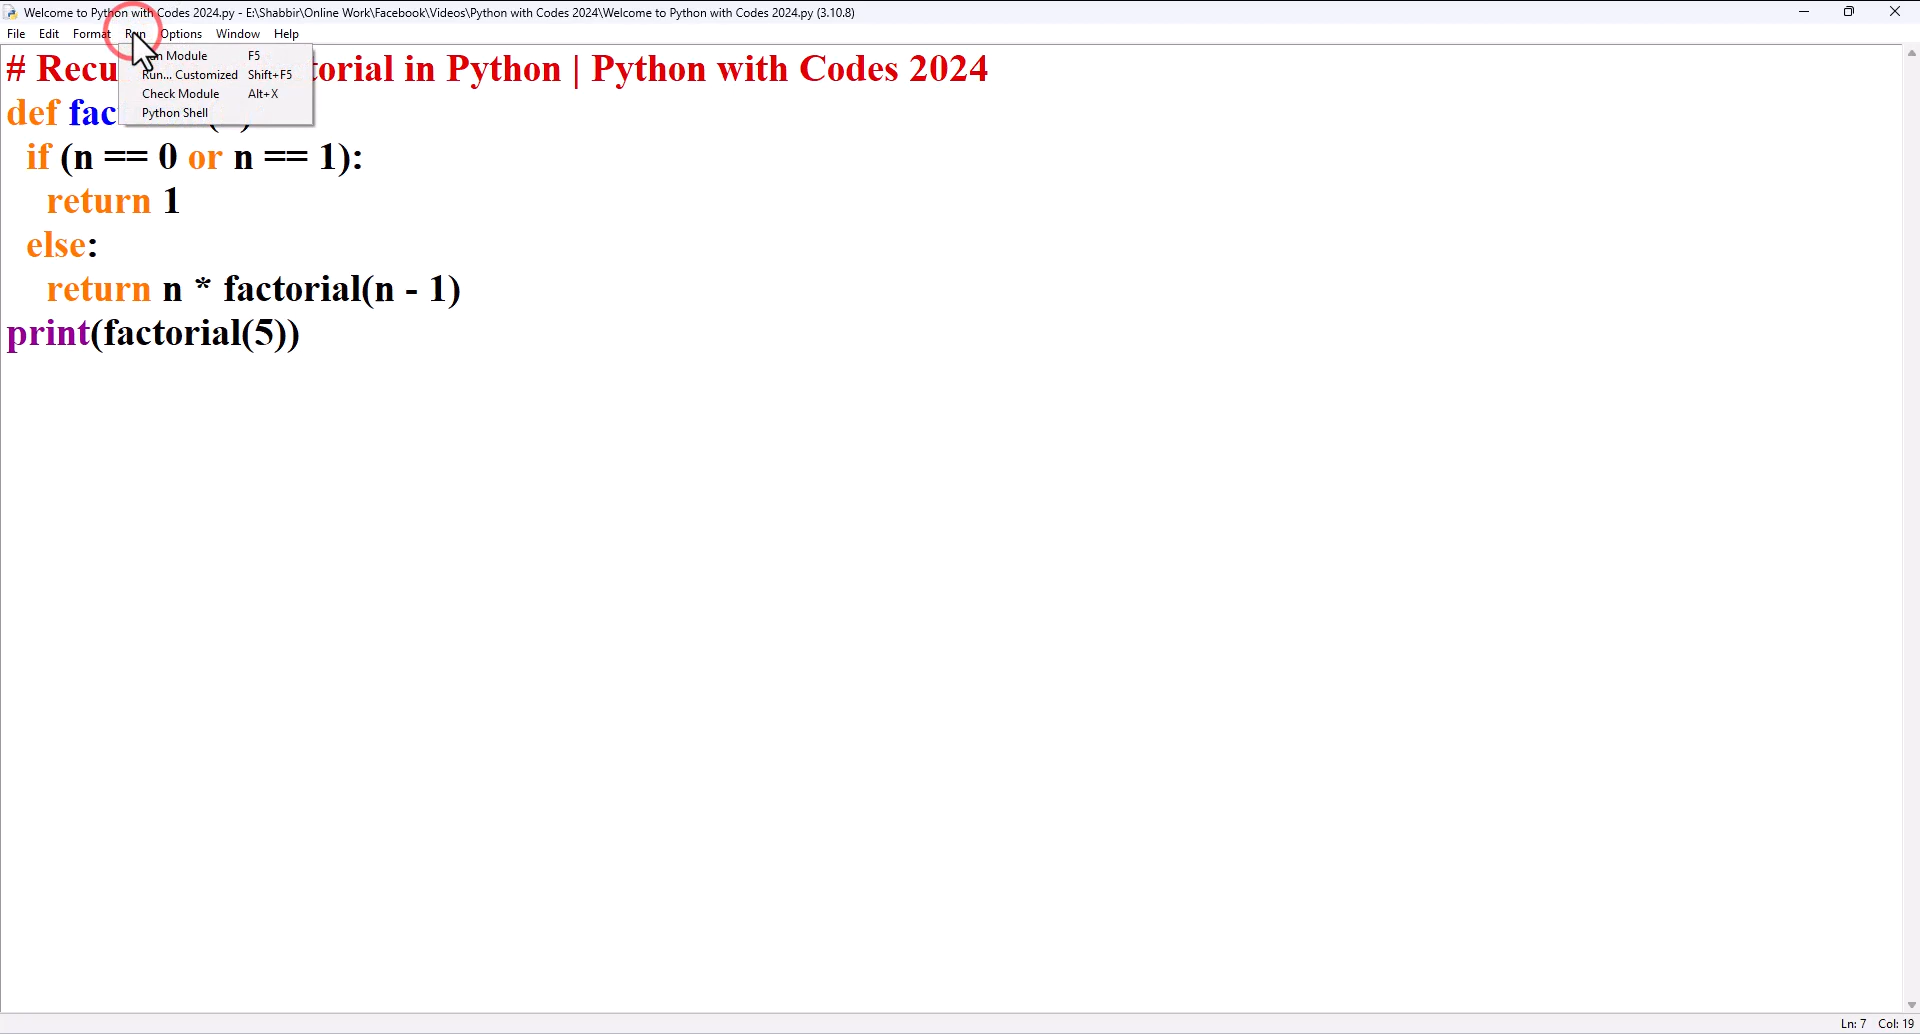 Welcome to Python with Codes 2024.py - E:\Shabbir\Online Work\Facebook\Videos\Python with Codes 2024\Welcome to Python with Codes 2024.py (3.10.8)
File Edit Format Run Options Window Help
Module F5
Run... Customized Shift+F5
Check Module Alt+X
Python Shell
# Recu torial in Python | Python with Codes 2024
def fac
if (n == 0 or n == 1):
return 1
else:
return n * factorial(n - 1)
print(factorial(5))
Ln: 7 Col: 19